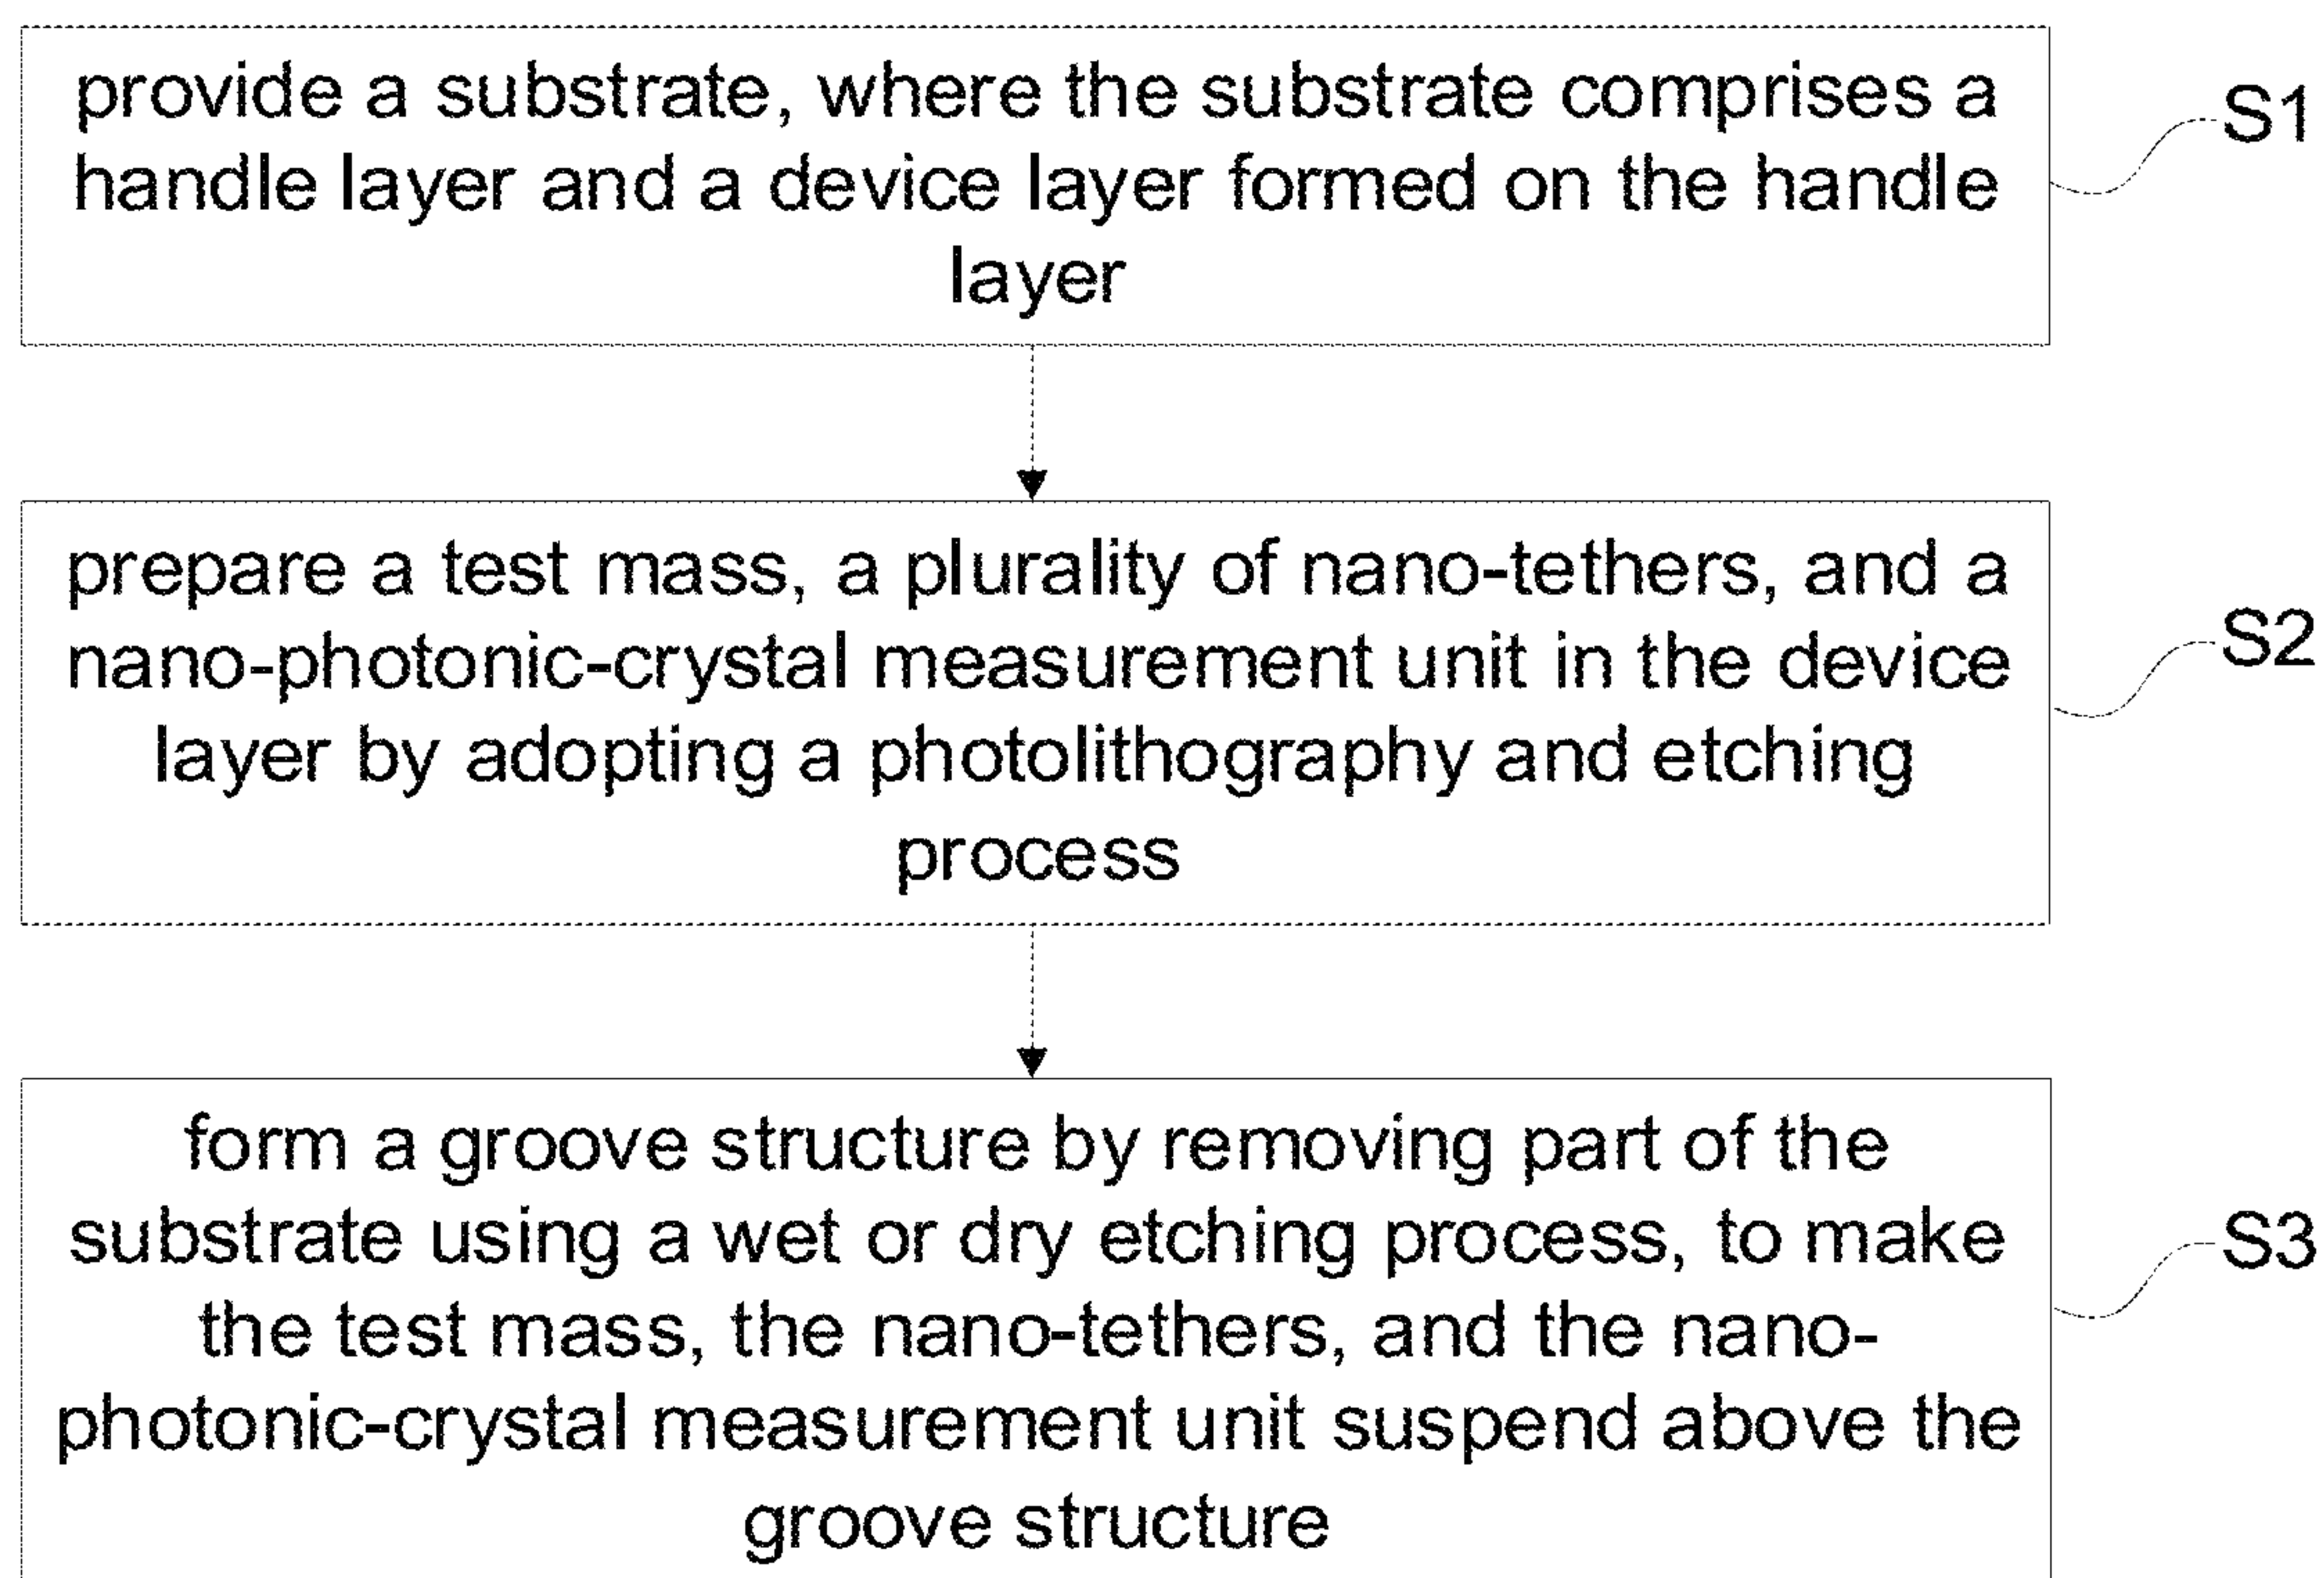 provide a substrate, where the substrate comprises a
handle layer and a device layer formed on the handle
layer
S1
prepare a test mass, a plurality of nano-tethers, and a
nano-photonic-crystal measurement unit in the device
layer by adopting a photolithography and etching
process
S2
form a groove structure by removing part of the
substrate using a wet or dry etching process, to make
the test mass, the nano-tethers, and the nano-
photonic-crystal measurement unit suspend above the
groove structure
S3